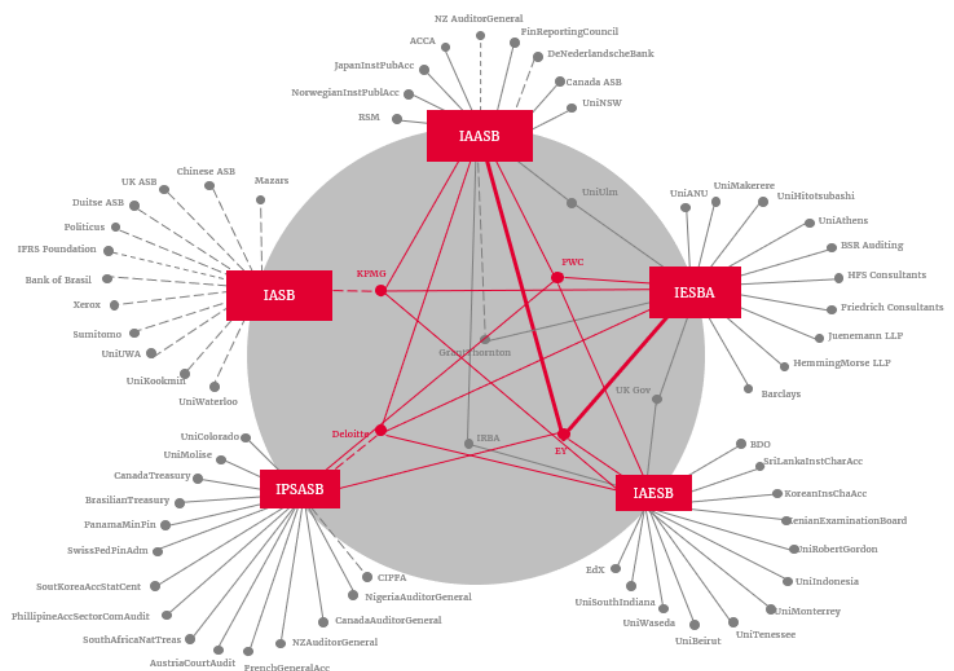 NZ AuditorGeneral
ACCA
FinReportingCouncil
DeNederlandscheBank
JapanInstPubAcc
Canada ASB
NorwegianInstPublAcc
UniNSW
RSM
IAASB
Chinese ASB
Mazars
UK ASB
Duitse ASB
Politicus
IFRS Foundation
Bank of Brasil
Xerox
Sumitomo
UniUWA
UniKookmin
UniWaterloo
IASB
KPMG
PWC
UniUlm
GrantThornton
UK Gov
Deloitte
IRBA
EY
UniANU
UniMakerere
UniHitotsubashi
UniAthens
BSR Auditing
HFS Consultants
Friedrich Consultants
Juenemann LLP
HemmingMorse LLP
Barclays
IESBA
UniColorado
UniMolise
CanadaTreasury
BrasilianTreasury
PanamaMinFin
SwissFedFinAdm
SoutKoreaAccStatCent
PhillipineAccSectorComAudit
SouthAfricaNatTreas
AustriaCourtAudit
FrenchGeneralAcc
NZAuditorGeneral
CanadaAuditorGeneral
NigeriaAuditorGeneral
CIPFA
IPSASB
IAESB
BDO
SriLankaInstCharAcc
KoreanInsChaAcc
KenianExaminationBoard
UniRobertGordon
UniIndonesia
UniMonterrey
UniTenessee
UniBeirut
UniWaseda
UniSouthIndiana
EdX